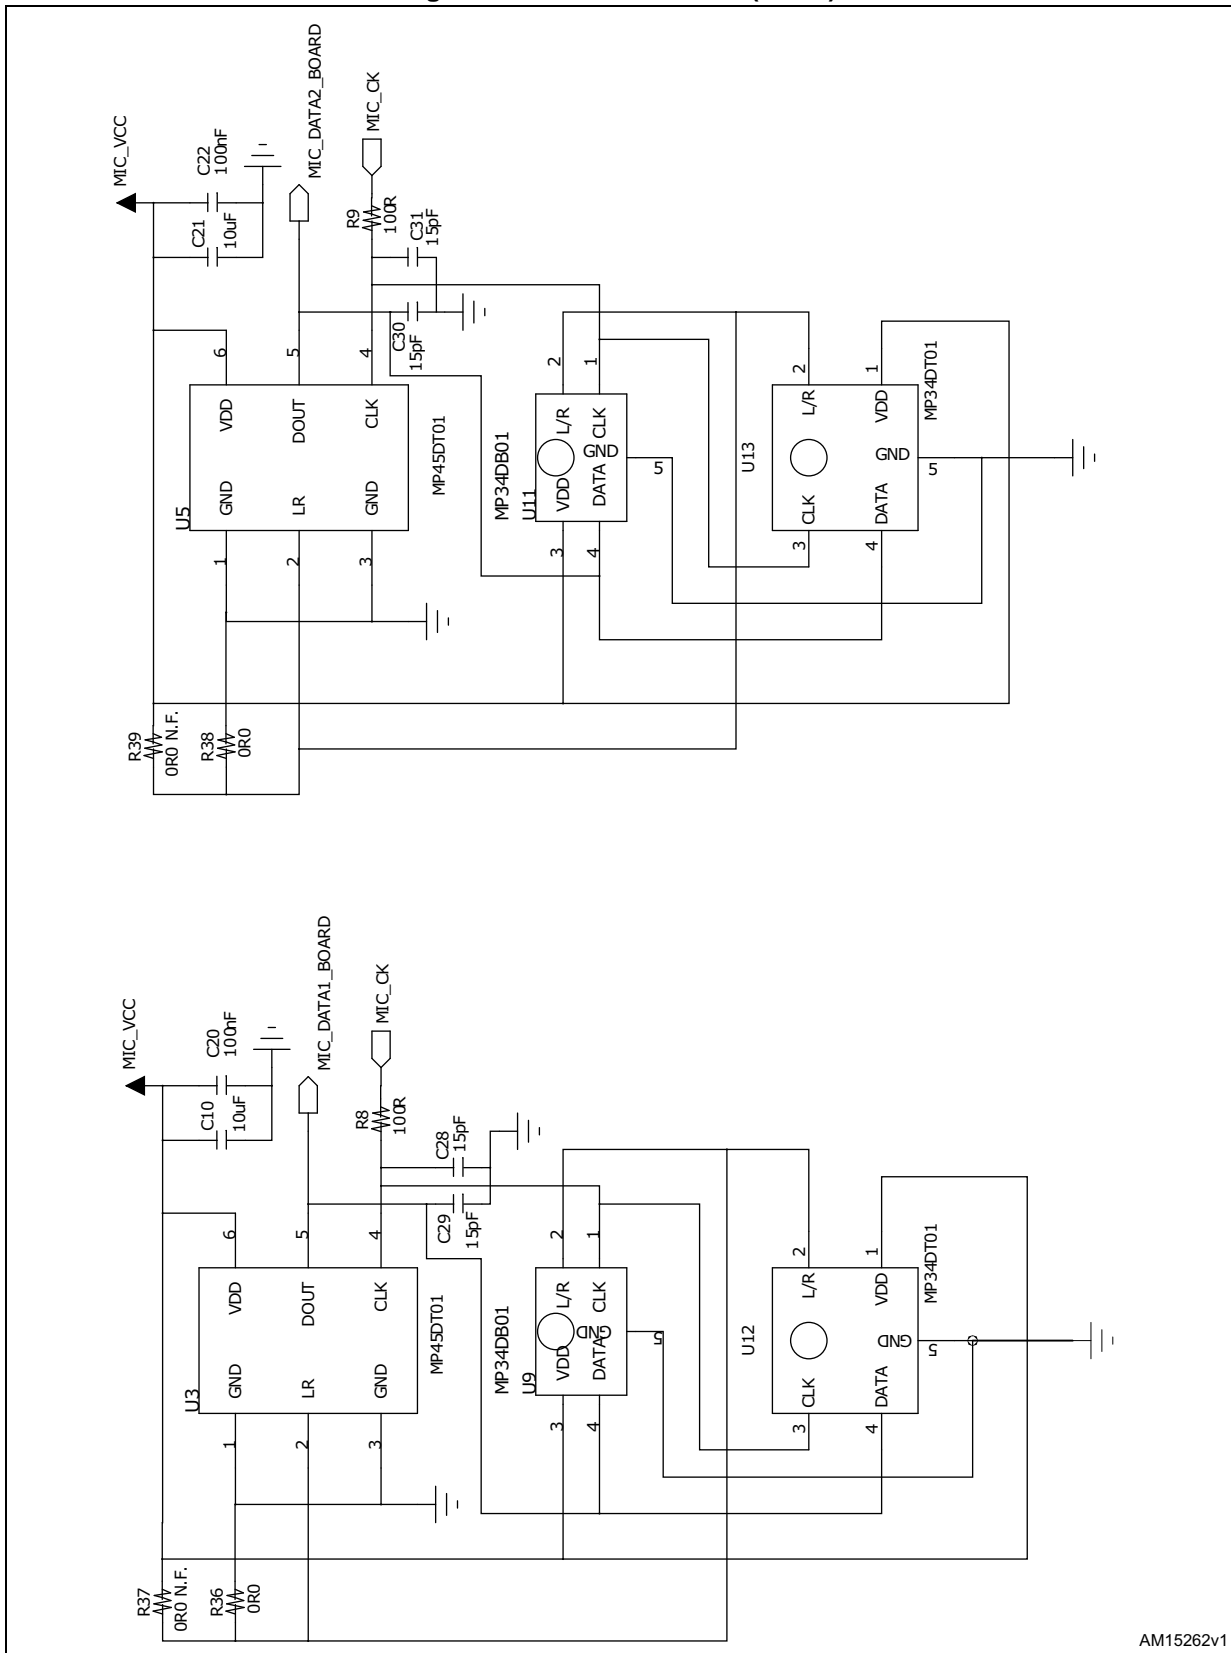 MIC_VCC
C22
100nF
C21
10uF
MIC_DATA2_BOARD
MIC_CK
R9
100R
C31
15pF
C30
15pF
6
5
4
VDD
DOUT
CLK
GND
LR
GND
U5
MP45DT01
1
2
3
R39
0R0 N.F.
R38
0R0
MP34DB01
U11
2
1
L/R
CLK
GND
VDD
DATA
5
3
4
U13
2
1
L/R
VDD
GND
CLK
DATA
5
3
4
MP34DT01
MIC_VCC
C20
100nF
C10
10uF
MIC_DATA1_BOARD
MIC_CK
R8
100R
C28
15pF
C29
15pF
6
5
4
VDD
DOUT
CLK
GND
LR
GND
U3
MP45DT01
1
2
3
R37
0R0 N.F.
R36
0R0
MP34DB01
U9
2
1
L/R
CLK
GND
VDD
DATA
5
3
4
U12
2
1
L/R
VDD
GND
CLK
DATA
5
3
4
MP34DT01
AM15262v1